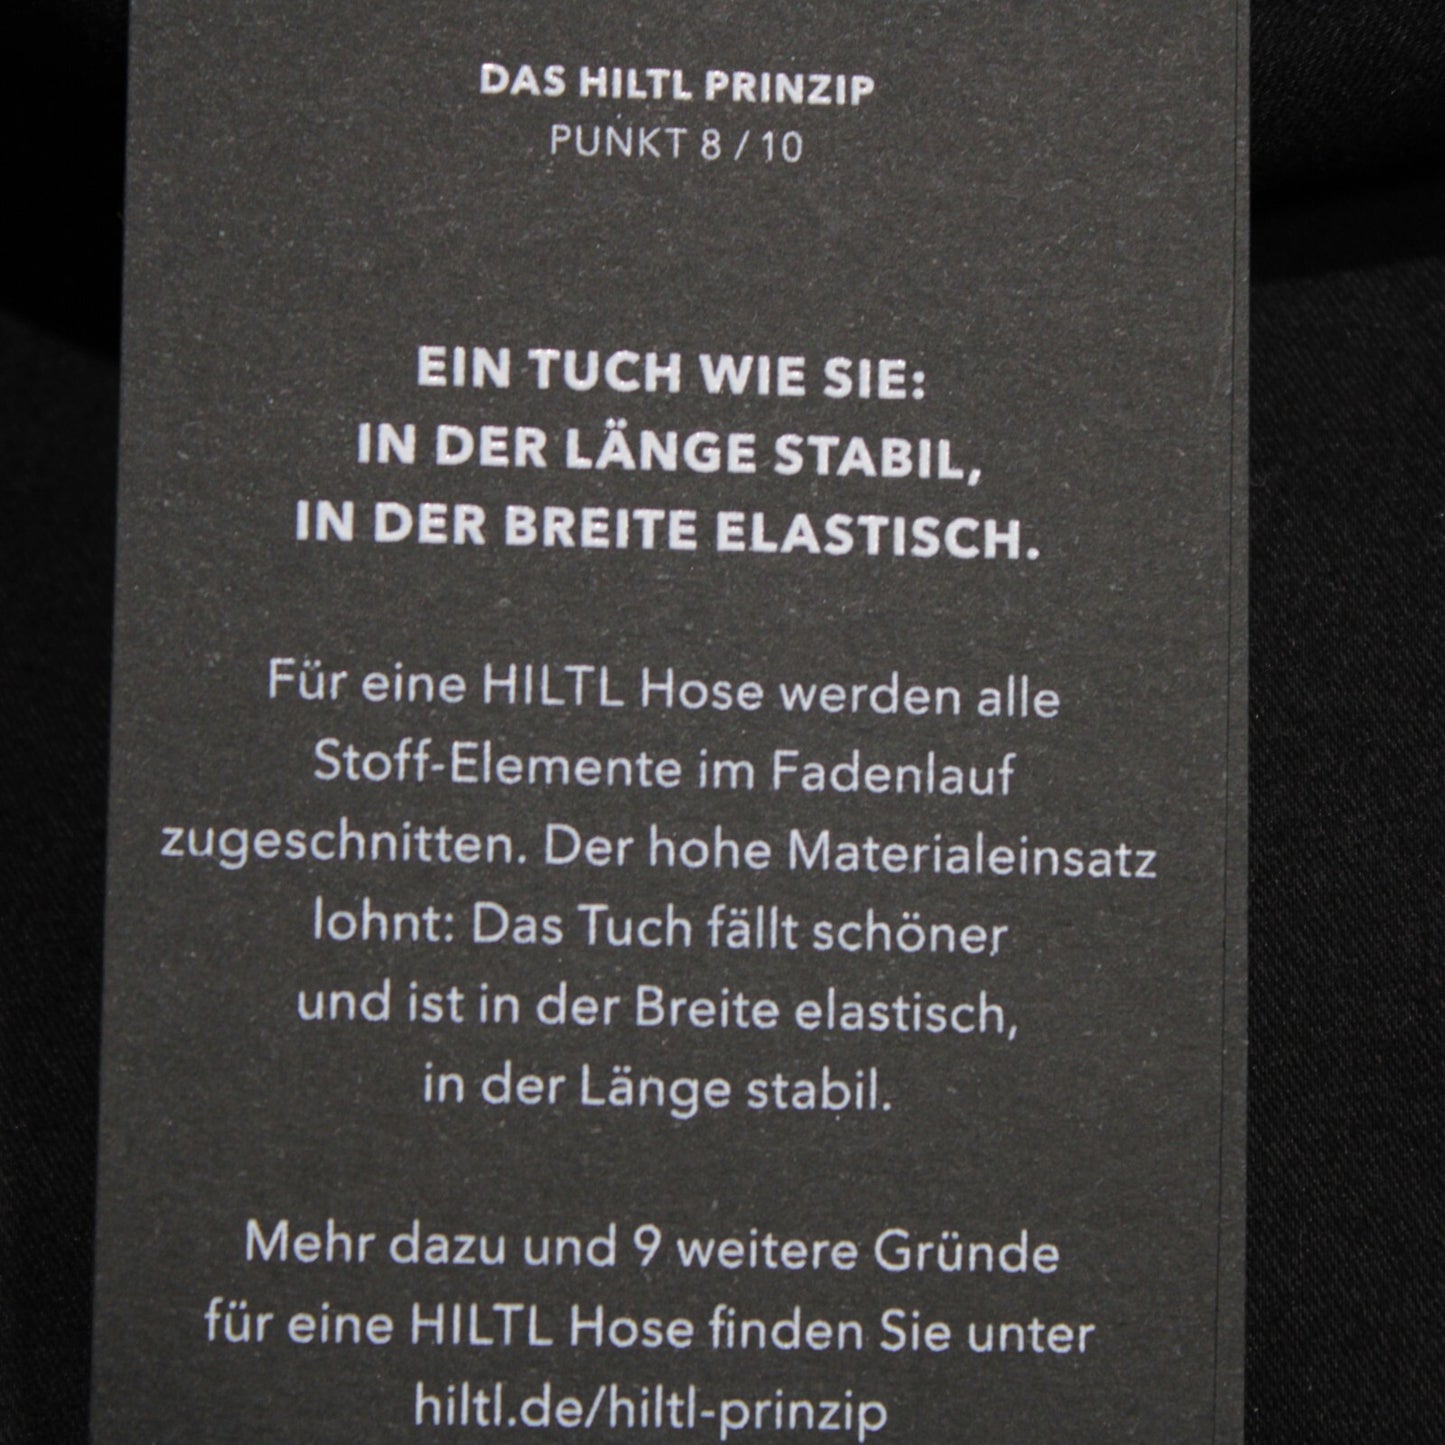 DAS HILTL PRINZIP
PUNKT 8 / 10
EIN TUCH WIE SIE:
IN DER LÄNGE STABIL,
IN DER BREITE ELASTISCH.
Für eine HILTL Hose werden alle
Stoff-Elemente im Fadenlauf
zugeschnitten. Der hohe Materialeinsatz
lohnt: Das Tuch fällt schöner
und ist in der Breite elastisch,
in der Länge stabil.
Mehr dazu und 9 weitere Gründe
für eine HILTL Hose finden Sie unter
hiltl.de/hiltl-prinzip